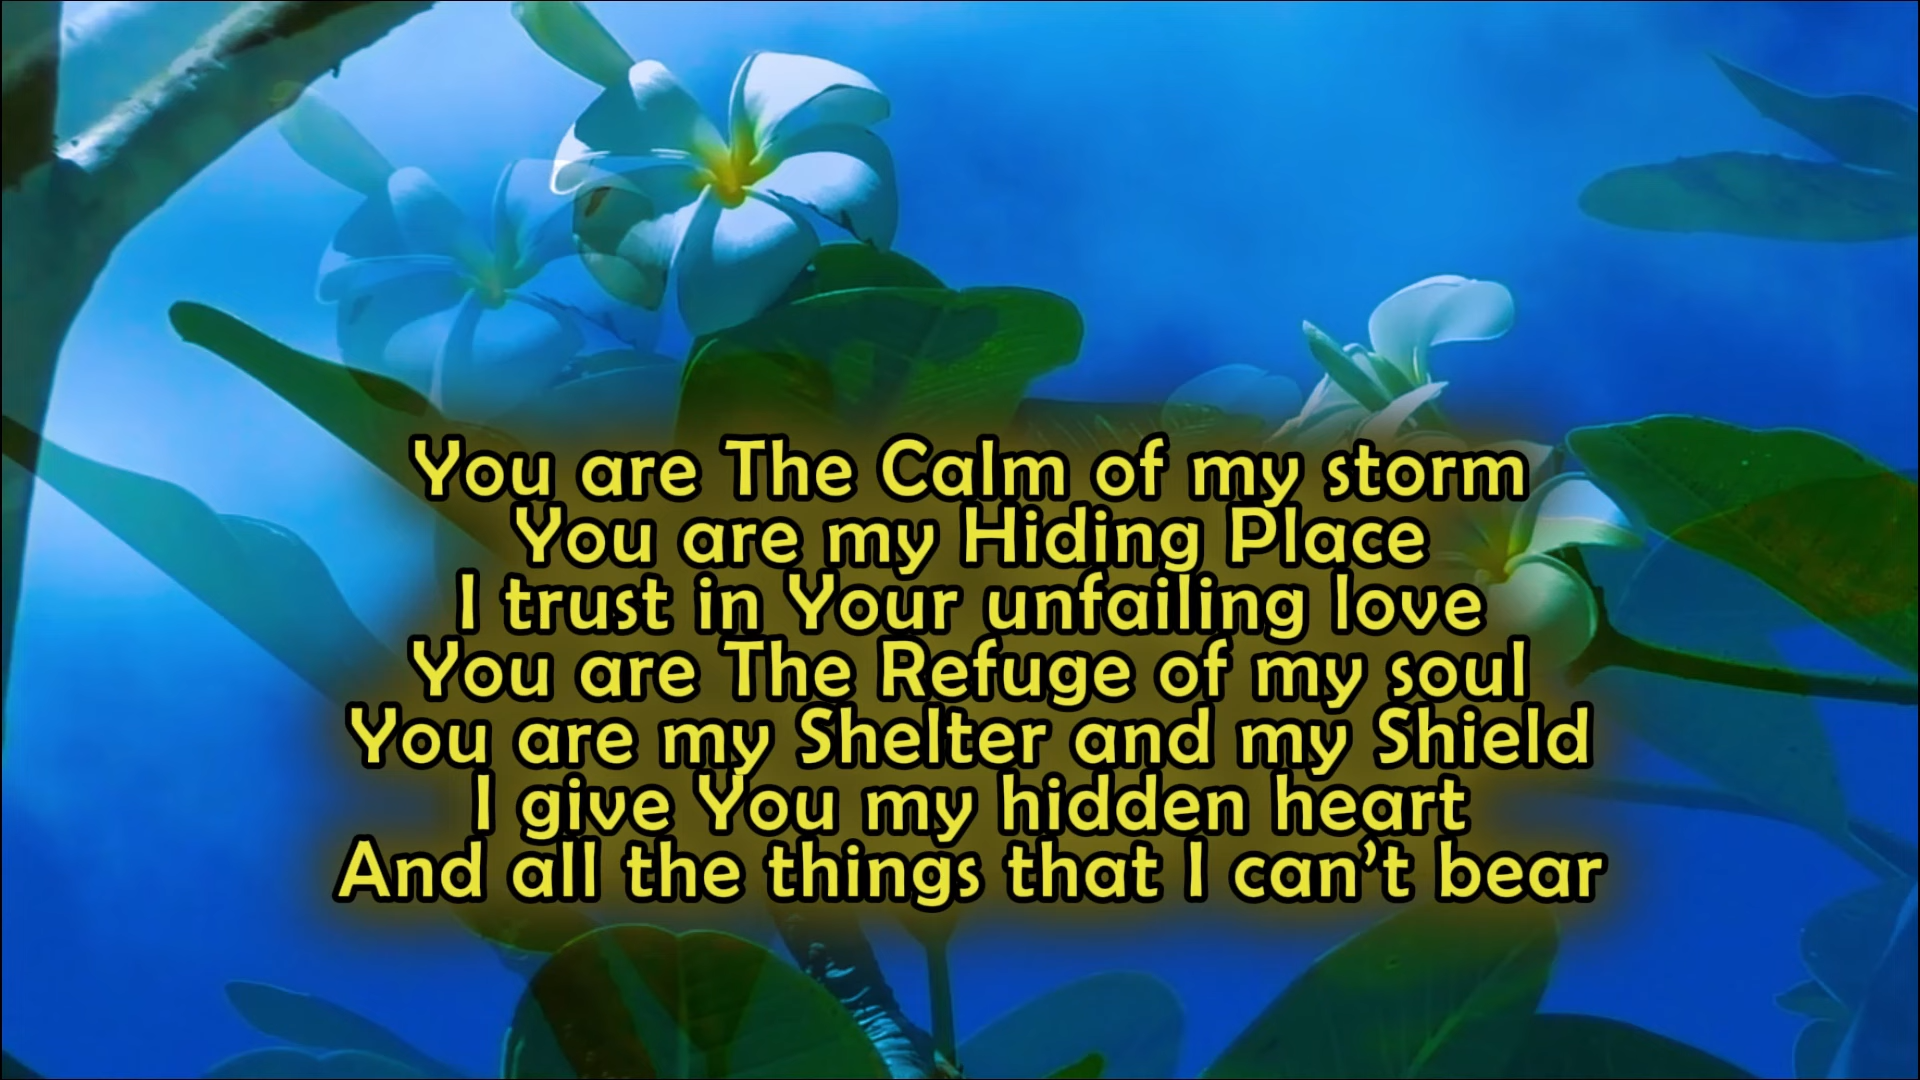 You are The Calm of my storm
You are my Hiding Place
I trust in Your unfailing love
You are The Refuge of my soul
You are my Shelter and my Shield
I give You my hidden heart
And all the things that I can’t bear